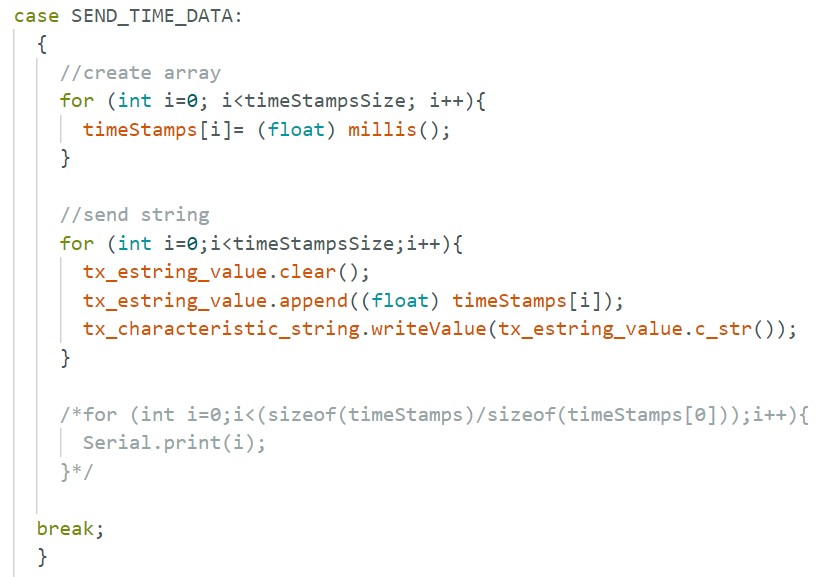 case SEND_TIME_DATA:
{
//create array
for (int i=0; i<timeStampsSize; i++){
timeStamps[i]= (float) millis();
}
//send string
for (int i=0;i<timeStampsSize;i++){
tx_estring_value.clear();
tx_estring_value.append((float) timeStamps[i]);
tx_characteristic_string.writeValue(tx_estring_value.c_str());
}
/*for (int i=0;i<(sizeof(timeStamps)/sizeof(timeStamps[0]));i++){
Serial.print(i);
}*/
break;
}